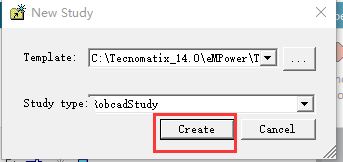 New Study
Template: C:\Tecnomatix_14.0\eMPower\T ...
Study type: RobcadStudy
Create Cancel